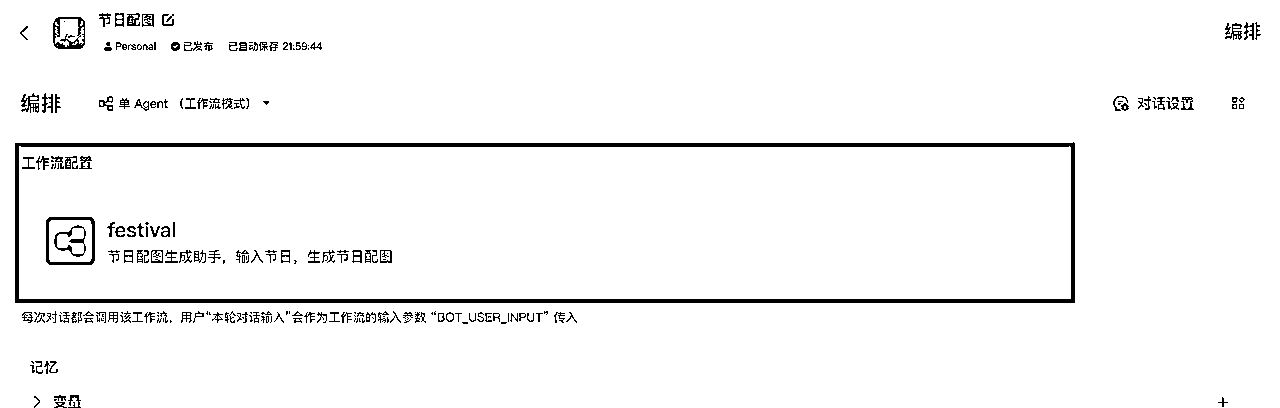 节日配图
Personal 已发布 已自动保存 21:59:44
编排
编排 单 Agent （工作流模式） 对话设置
工作流配置
festival
节日配图生成助手，输入节日，生成节日配图
每次对话都会调用该工作流，用户“本轮对话输入”会作为工作流的输入参数 “BOT_USER_INPUT” 传入
记忆
变量